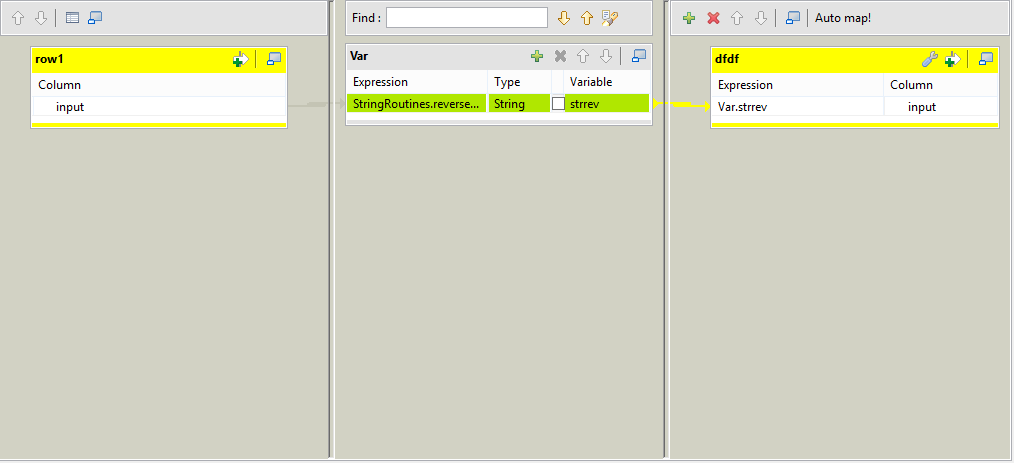 Find :
Auto map!
row1
Column
input
Var
Expression Type Variable
StringRoutines.reverse... String strrev
dfdf
Expression Column
Var.strrev input